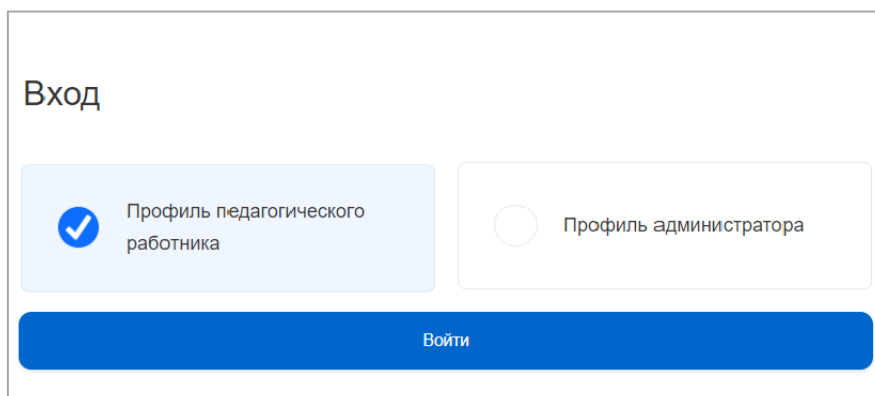 Вход
Профиль педагогического
работника
Профиль администратора
Войти